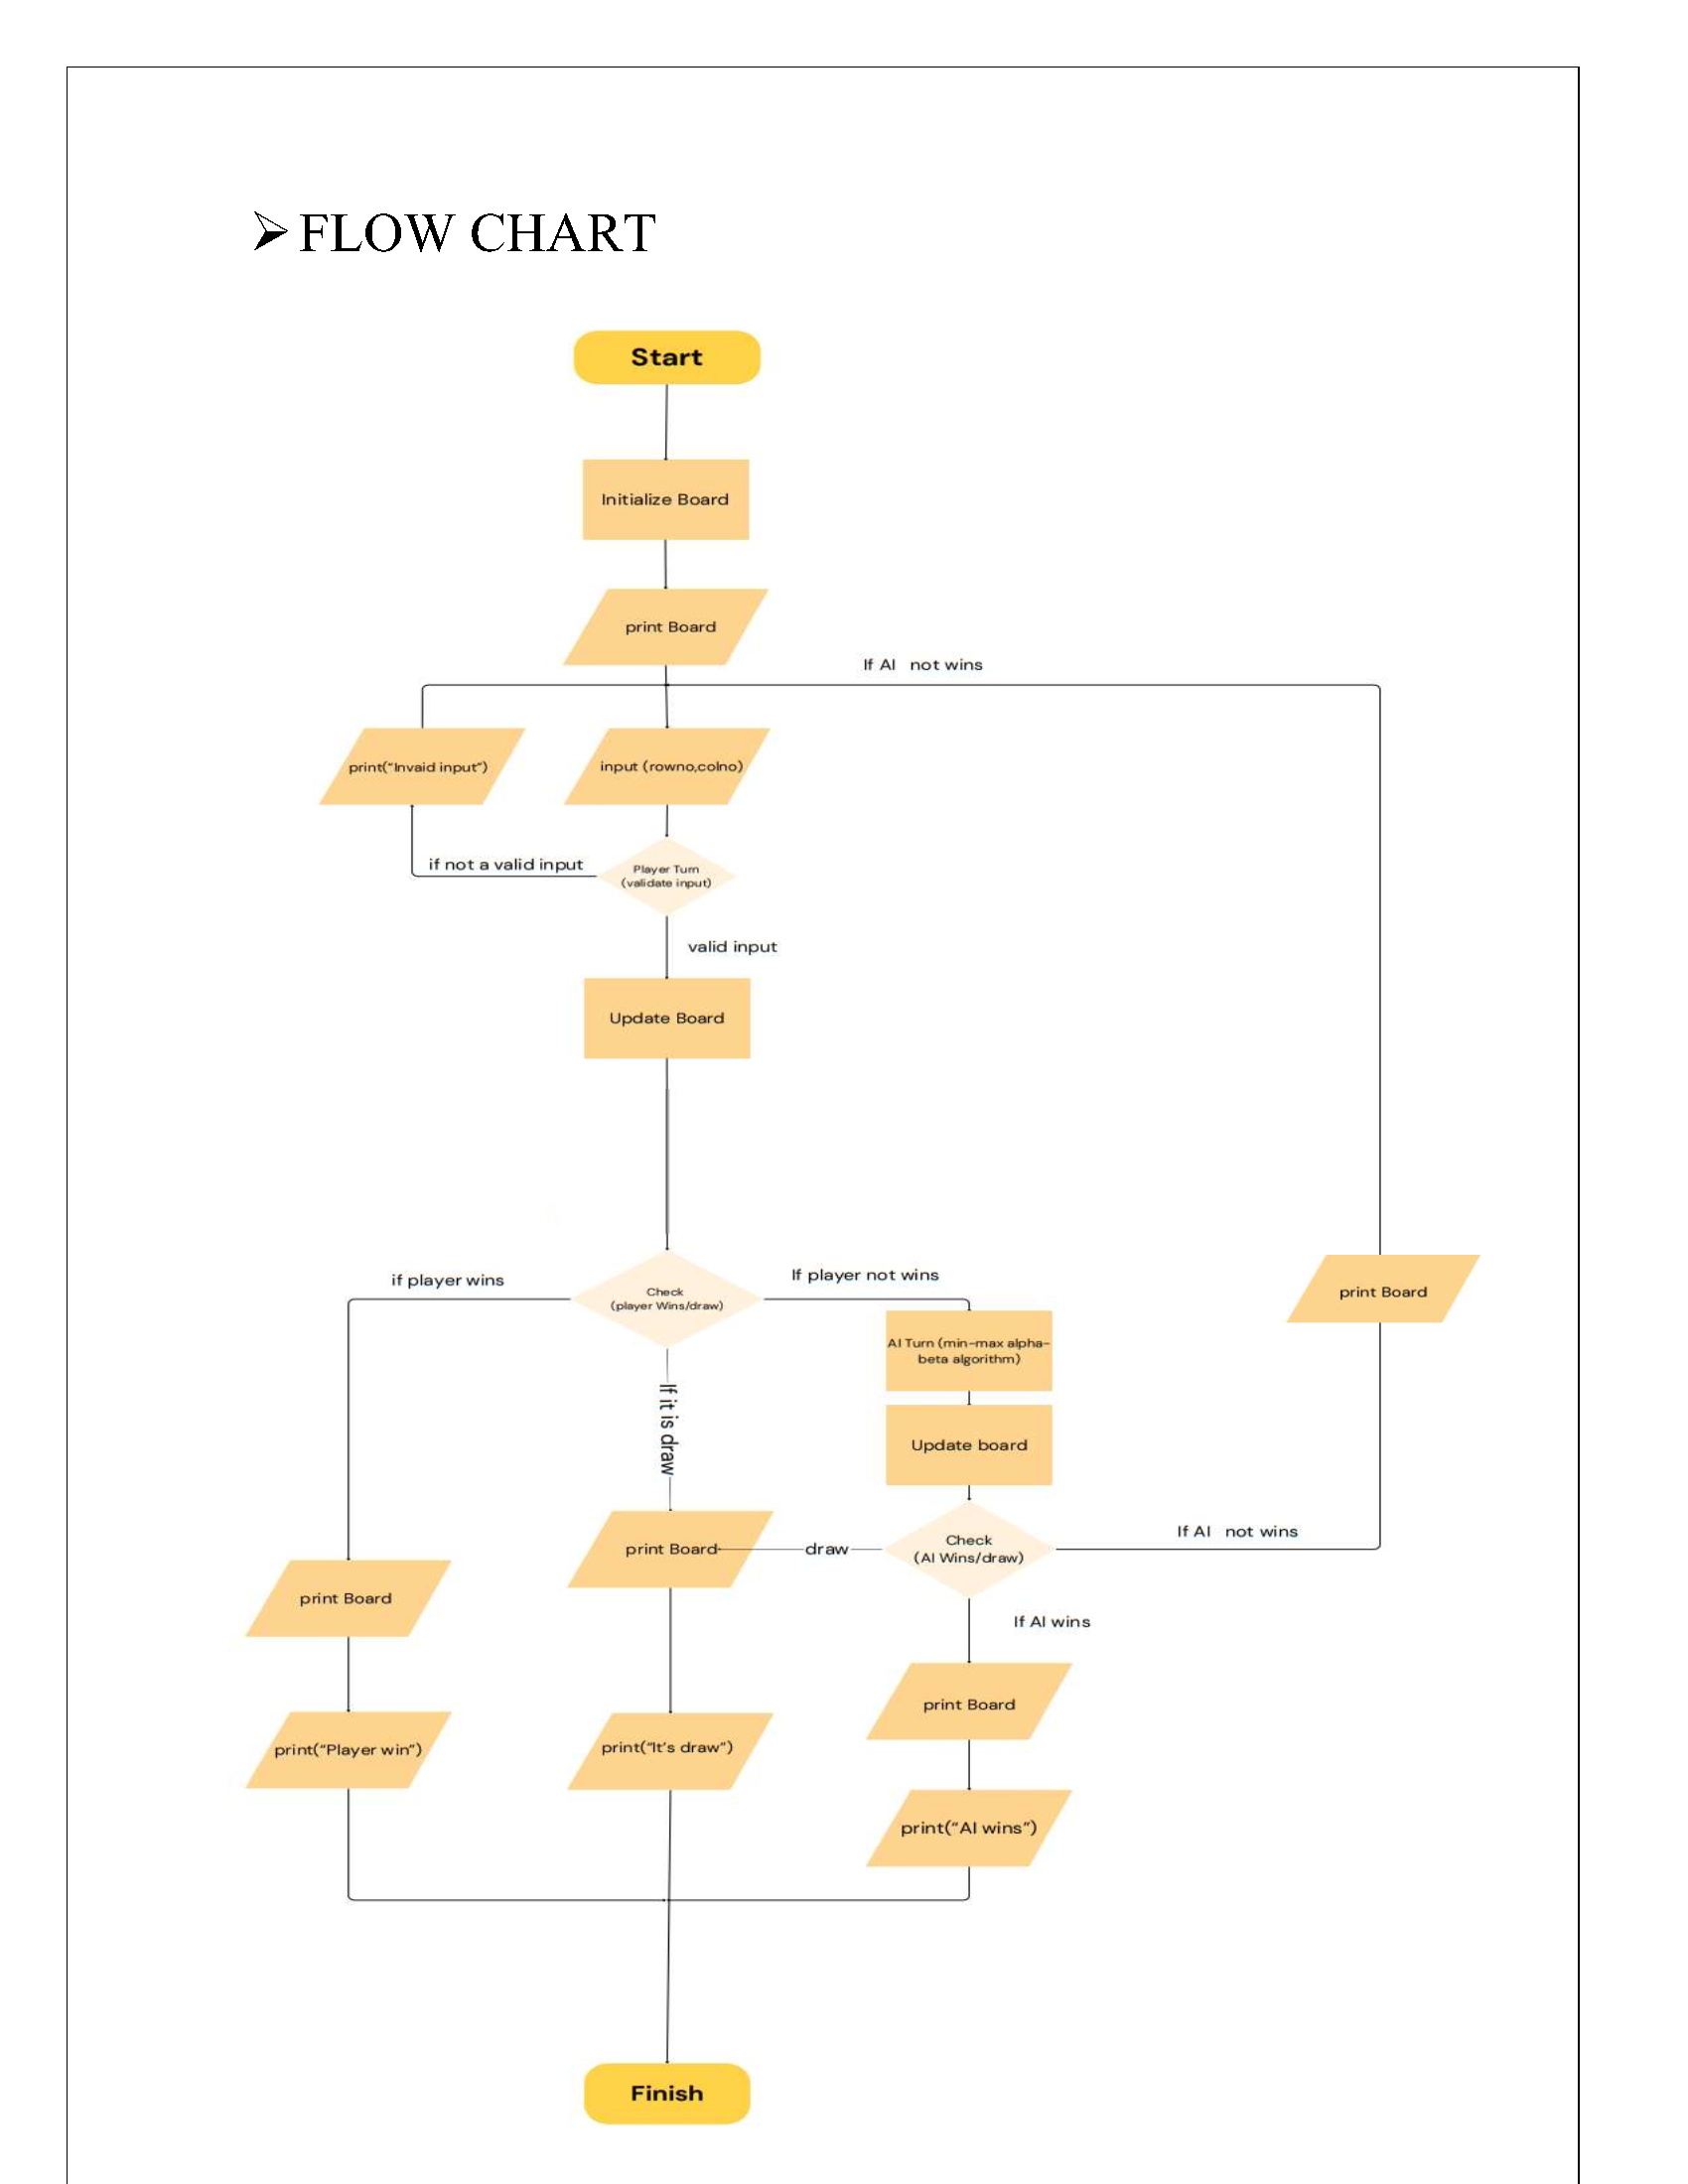 FLOW CHART
Start
Initialize Board
print Board
If AI not wins
print("Invaid input")
input (rowno,colno)
if not a valid input
Player Turn
(validate input)
valid input
Update Board
if player wins
Check
(player Wins/draw)
If player not wins
print Board
AI Turn (min-max alpha-
beta algorithm)
If it is draw
Update board
print Board
draw
Check
(AI Wins/draw)
If AI not wins
print Board
If AI wins
print Board
print("Player win")
print("It's draw")
print("AI wins")
Finish